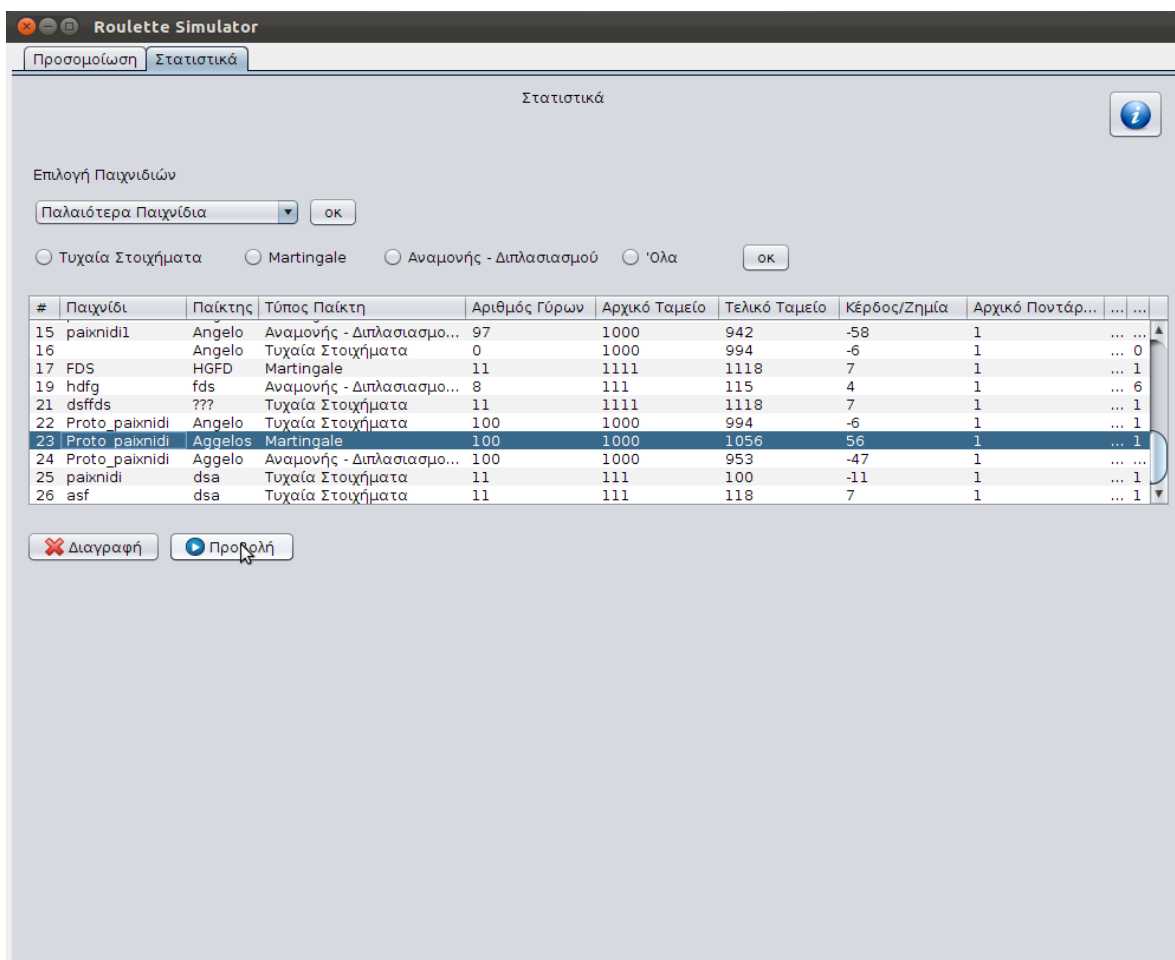 Roulette Simulator
Προσομοίωση Στατιστικά
Στατιστικά
Επιλογή Παιχνιδιών
Παλαιότερα Παιχνίδια ΟΚ
Τυχαία Στοιχήματα Martingale Αναμονής - Διπλασιασμού 'Ολα ΟΚ
# Παιχνίδι Παίκτης Τύπος Παίκτη Αριθμός Γύρων Αρχικό Ταμείο Τελικό Ταμείο Κέρδος/Ζημία Αρχικό Ποντάρ... ... ...
15 paixnidi1 Angelo Αναμονής - Διπλασιασμο... 97 1000 942 -58 1 ... ...
16 Angelo Τυχαία Στοιχήματα 0 1000 994 -6 1 ... 0
17 FDS HGFD Martingale 11 1111 1118 7 1 ... 1
19 hdfg fds Αναμονής - Διπλασιασμο... 8 111 115 4 1 ... 6
21 dsffds ??? Τυχαία Στοιχήματα 11 1111 1118 7 1 ... 1
22 Proto_paixnidi Angelo Τυχαία Στοιχήματα 100 1000 994 -6 1 ... 1
23 Proto_paixnidi Aggelos Martingale 100 1000 1056 56 1 ... 1
24 Proto_paixnidi Aggelo Αναμονής - Διπλασιασμο... 100 1000 953 -47 1 ... ...
25 paixnidi dsa Τυχαία Στοιχήματα 11 111 100 -11 1 ... 1
26 asf dsa Τυχαία Στοιχήματα 11 111 118 7 1 ... 1
Διαγραφή Προβολή